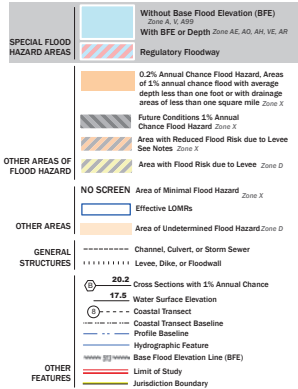 SPECIAL FLOOD
HAZARD AREAS
Without Base Flood Elevation (BFE)
Zone A, V, A99
With BFE or Depth Zone AE, AO, AH, VE, AR
Regulatory Floodway
0.2% Annual Chance Flood Hazard, Areas
of 1% annual chance flood with average
depth less than one foot or with drainage
areas of less than one square mile Zone X
Future Conditions 1% Annual
Chance Flood Hazard Zone X
Area with Reduced Flood Risk due to Levee
See Notes Zone X
OTHER AREAS OF
FLOOD HAZARD
Area with Flood Risk due to Levee Zone D
NO SCREEN Area of Minimal Flood Hazard Zone X
Effective LOMRs
OTHER AREAS
Area of Undetermined Flood Hazard Zone D
GENERAL
STRUCTURES
Channel, Culvert, or Storm Sewer
Levee, Dike, or Floodwall
B 20.2 Cross Sections with 1% Annual Chance
17.5 Water Surface Elevation
8 Coastal Transect
Coastal Transect Baseline
Profile Baseline
Hydrographic Feature
Base Flood Elevation Line (BFE)
OTHER
FEATURES
Limit of Study
Jurisdiction Boundary